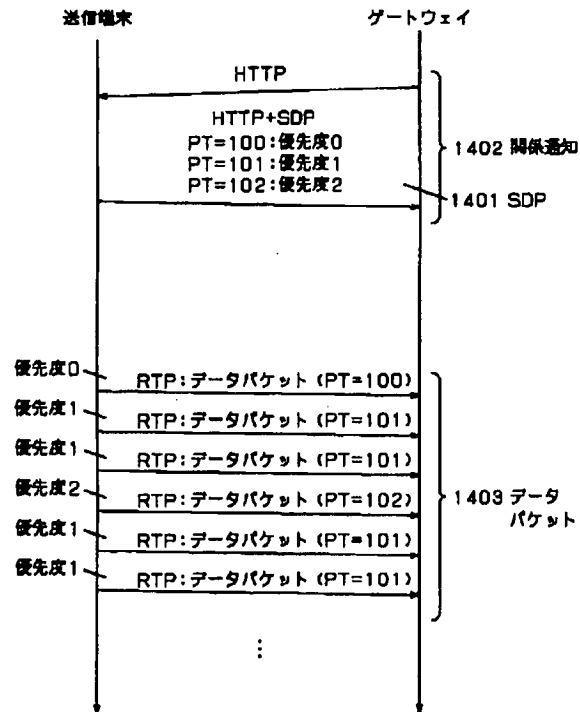 送信端末 ゲートウェイ
HTTP
HTTP+SDP
PT=100:優先度0
PT=101:優先度1
PT=102:優先度2
1402 関係通知
1401 SDP
優先度0 RTP:データパケット (PT=100)
優先度1 RTP:データパケット (PT=101)
優先度1 RTP:データパケット (PT=101)
優先度2 RTP:データパケット (PT=102)
優先度1 RTP:データパケット (PT=101)
優先度1 RTP:データパケット (PT=101)
1403 データ
パケット
⋮